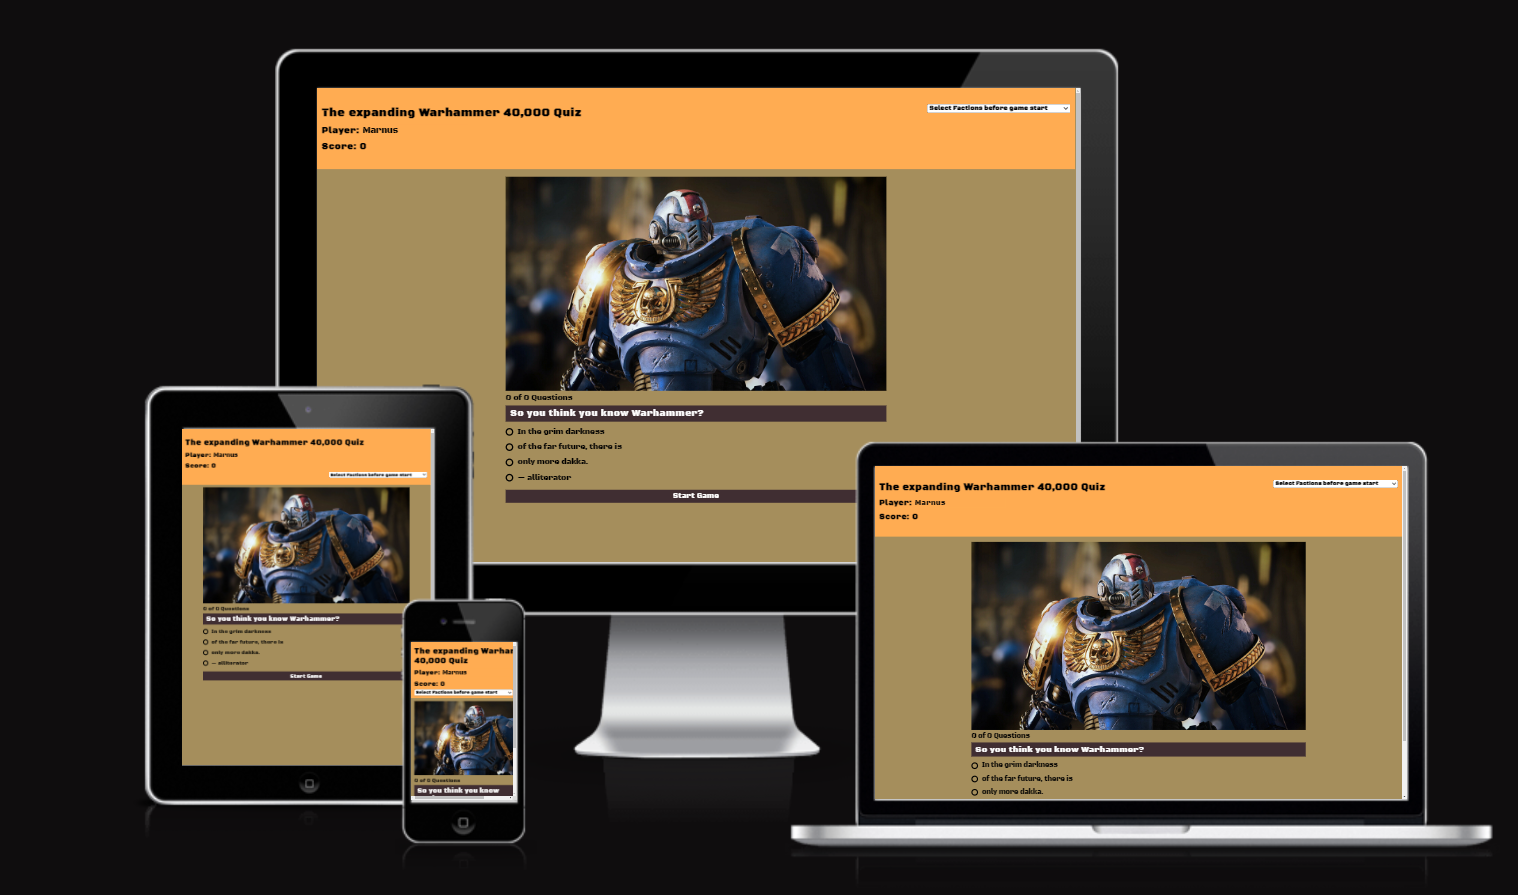 The expanding Warhammer 40,000 Quiz
Select Factions before game start
Player: Marnus
Score: 0
0 of 0 Questions
So you think you know Warhammer?
In the grim darkness
of the far future, there is
only more dakka.
— alliterator
Start Game
The expanding Warhammer 40,000 Quiz
Player: Marnus
Score: 0
Select Factions before game start
0 of 0 Questions
So you think you know Warhammer?
In the grim darkness
of the far future, there is
only more dakka.
— alliterator
Start Game
The expanding Warhar
40,000 Quiz
Player: Marnus
Score: 0
Select Factions before game start
0 of 0 Questions
So you think you know
The expanding Warhammer 40,000 Quiz
Select Factions before game start
Player: Marnus
Score: 0
0 of 0 Questions
So you think you know Warhammer?
In the grim darkness
of the far future, there is
only more dakka.